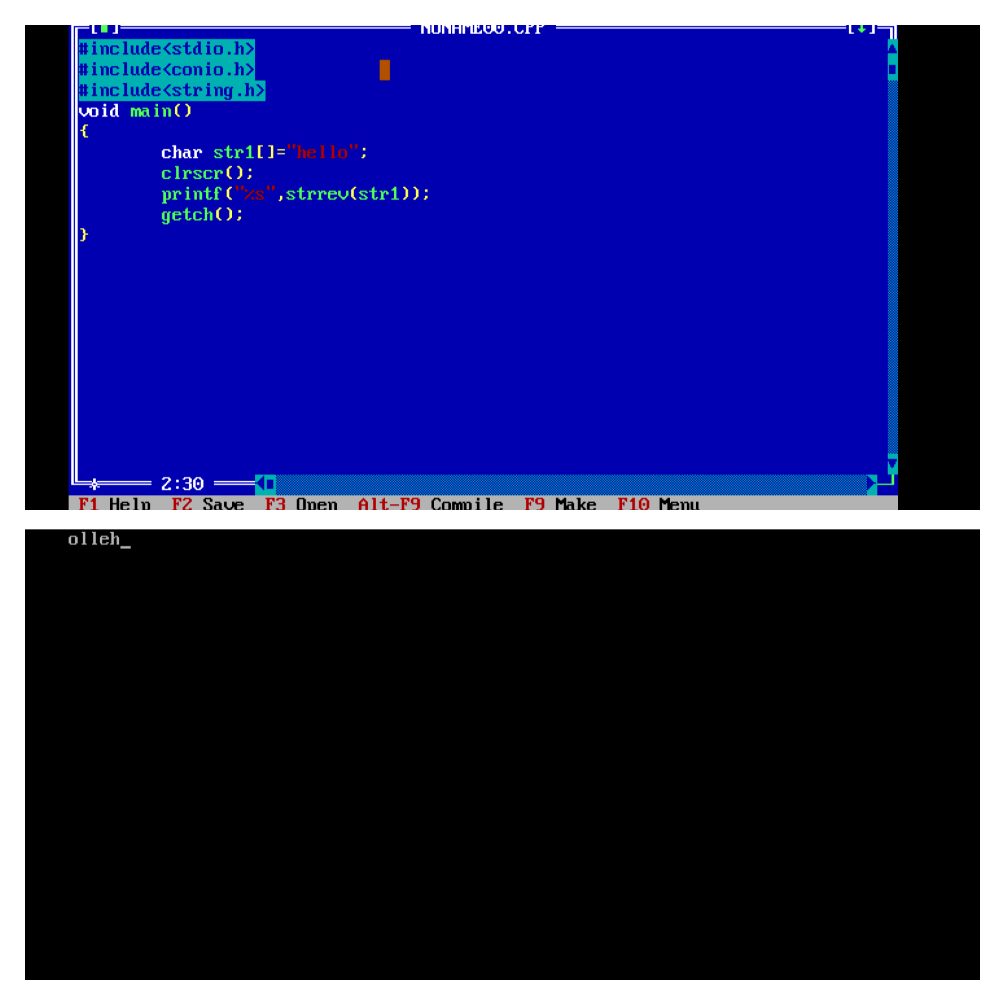 NONAME00.CPP
#include<stdio.h>
#include<conio.h>
#include<string.h>
void main()
{
char str1[]="hello";
clrscr();
printf("%s",strrev(str1));
getch();
}
2:30
F1 Help F2 Save F3 Open Alt-F9 Compile F9 Make F10 Menu
olleh_